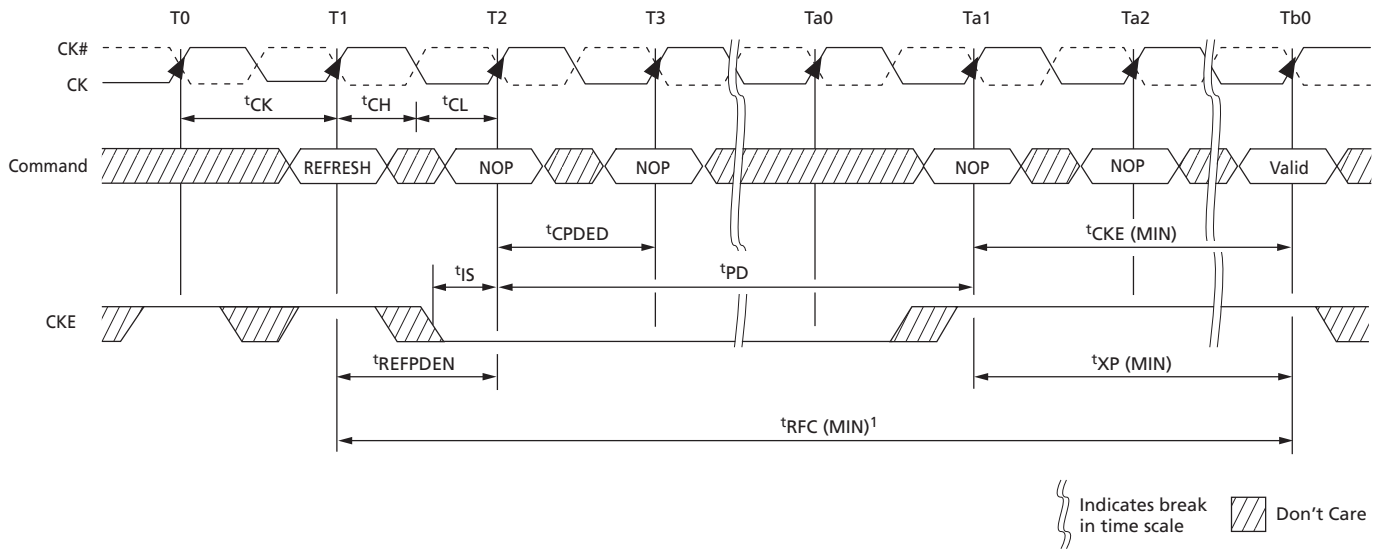 T0 T1 T2 T3 Ta0 Ta1 Ta2 Tb0
CK#
CK
tCK tCH tCL
Command REFRESH NOP NOP NOP NOP Valid
tCPDED tCKE (MIN)
tIS tPD
CKE
tREFPDEN tXP (MIN)
tRFC (MIN)1
Indicates break
in time scale
Don't Care